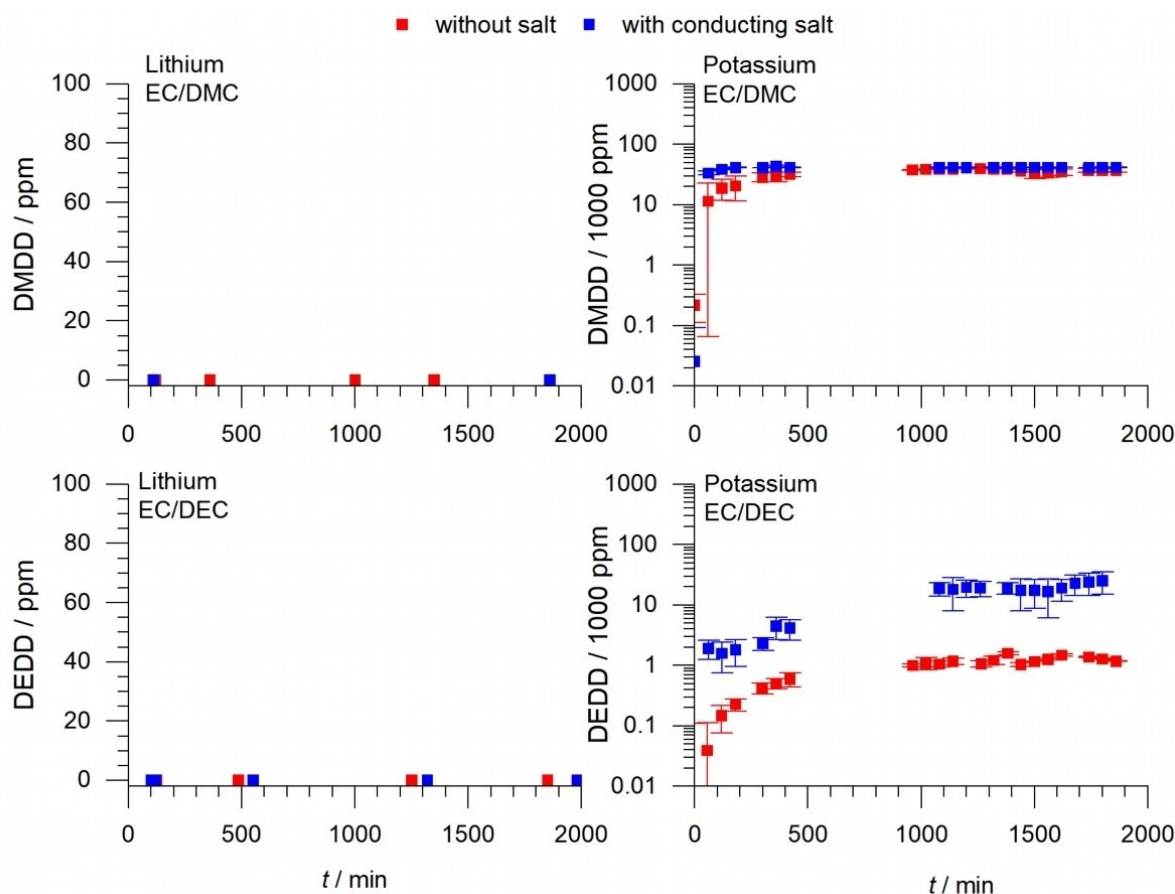 without salt with conducting salt
Lithium
EC/DMC
DMDD / ppm
100
80
60
40
20
0
0 500 1000 1500 2000
Potassium
EC/DMC
DMDD / 1000 ppm
1000
100
10
1
0.1
0.01
0 500 1000 1500 2000
Lithium
EC/DEC
DEDD / ppm
100
80
60
40
20
0
0 500 1000 1500 2000
t / min
Potassium
EC/DEC
DEDD / 1000 ppm
1000
100
10
1
0.1
0.01
0 500 1000 1500 2000
t / min